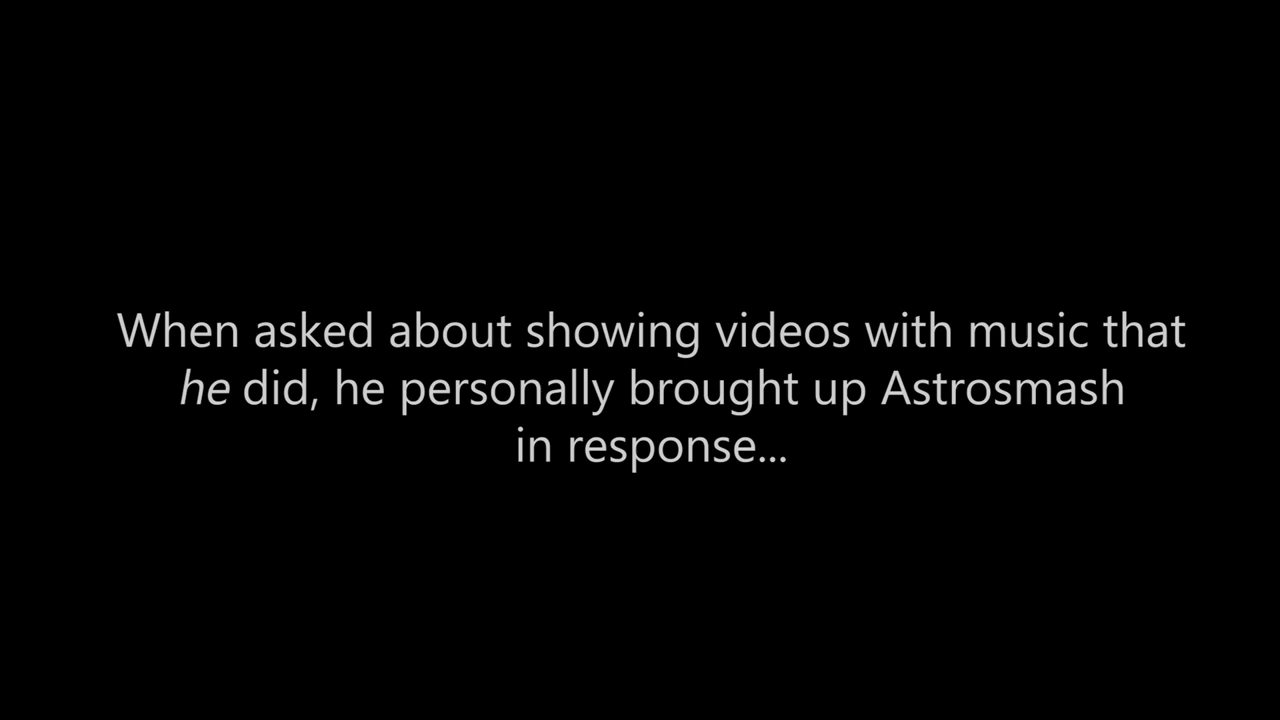 When asked about showing videos with music that
he did, he personally brought up Astrosmash
in response...